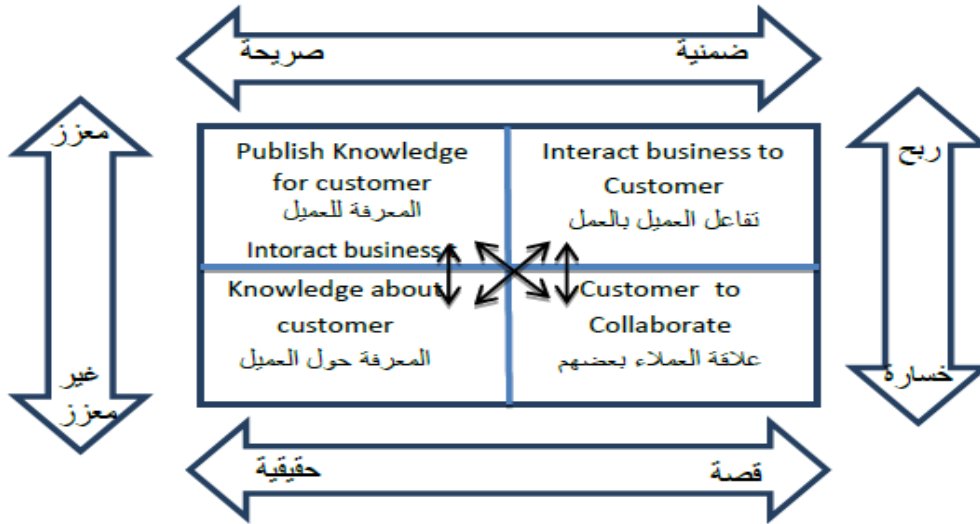 صريحة
ضمنية
معزز
ربح
Publish Knowledge
for customer
المعرفة للعميل
Intoract business
Interact business to
Customer
تفاعل العميل بالعمل
Knowledge about
customer
المعرفة حول العميل
Customer to
Collaborate
علاقة العملاء بعضهم
غير
معزز
خسارة
حقيقية
قصة